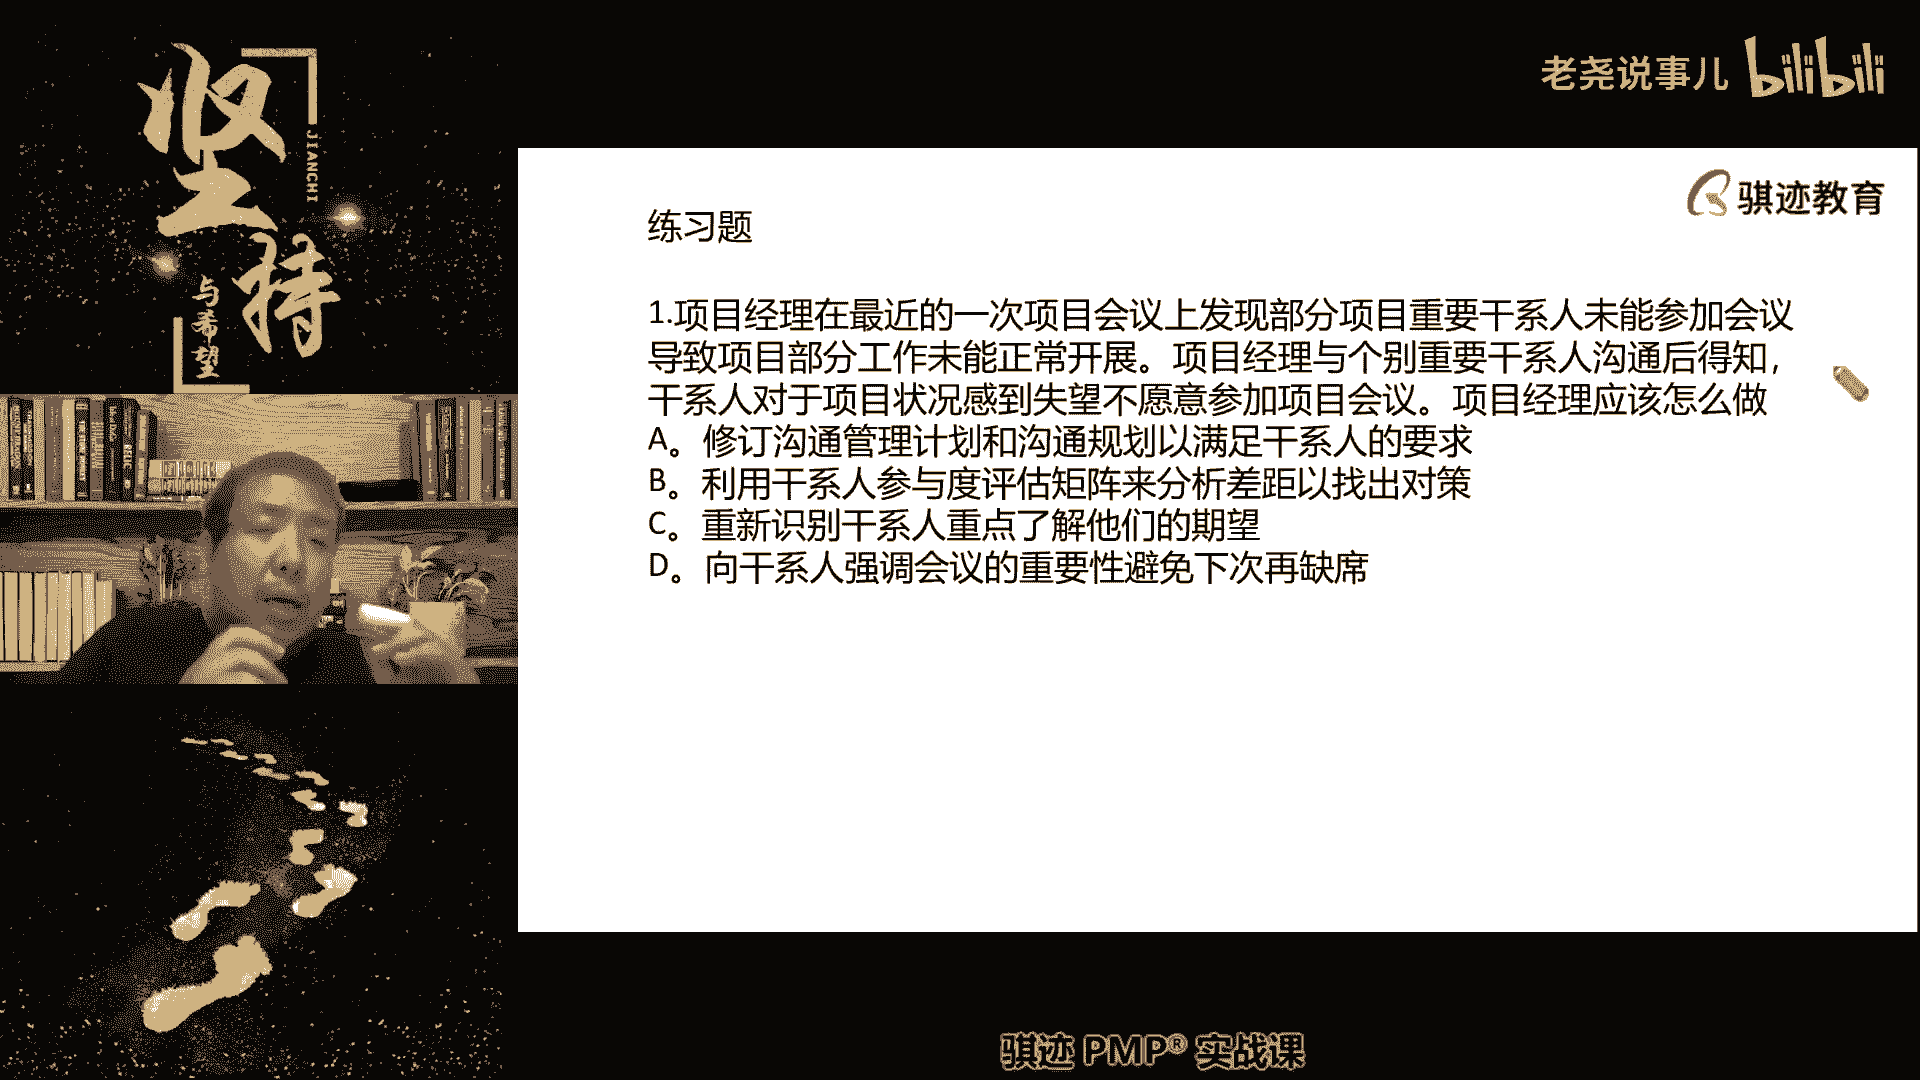 坚持
JIANCHI
与希望
老尧说事儿 bilibili
骐迹教育
练习题
1.项目经理在最近的一次项目会议上发现部分项目重要干系人未能参加会议
导致项目部分工作未能正常开展。项目经理与个别重要干系人沟通后得知，
干系人对于项目状况感到失望不愿意参加项目会议。项目经理应该怎么做
A。修订沟通管理计划和沟通规划以满足干系人的要求
B。利用干系人参与度评估矩阵来分析差距以找出对策
C。重新识别干系人重点了解他们的期望
D。向干系人强调会议的重要性避免下次再缺席
骐迹 PMP® 实战课